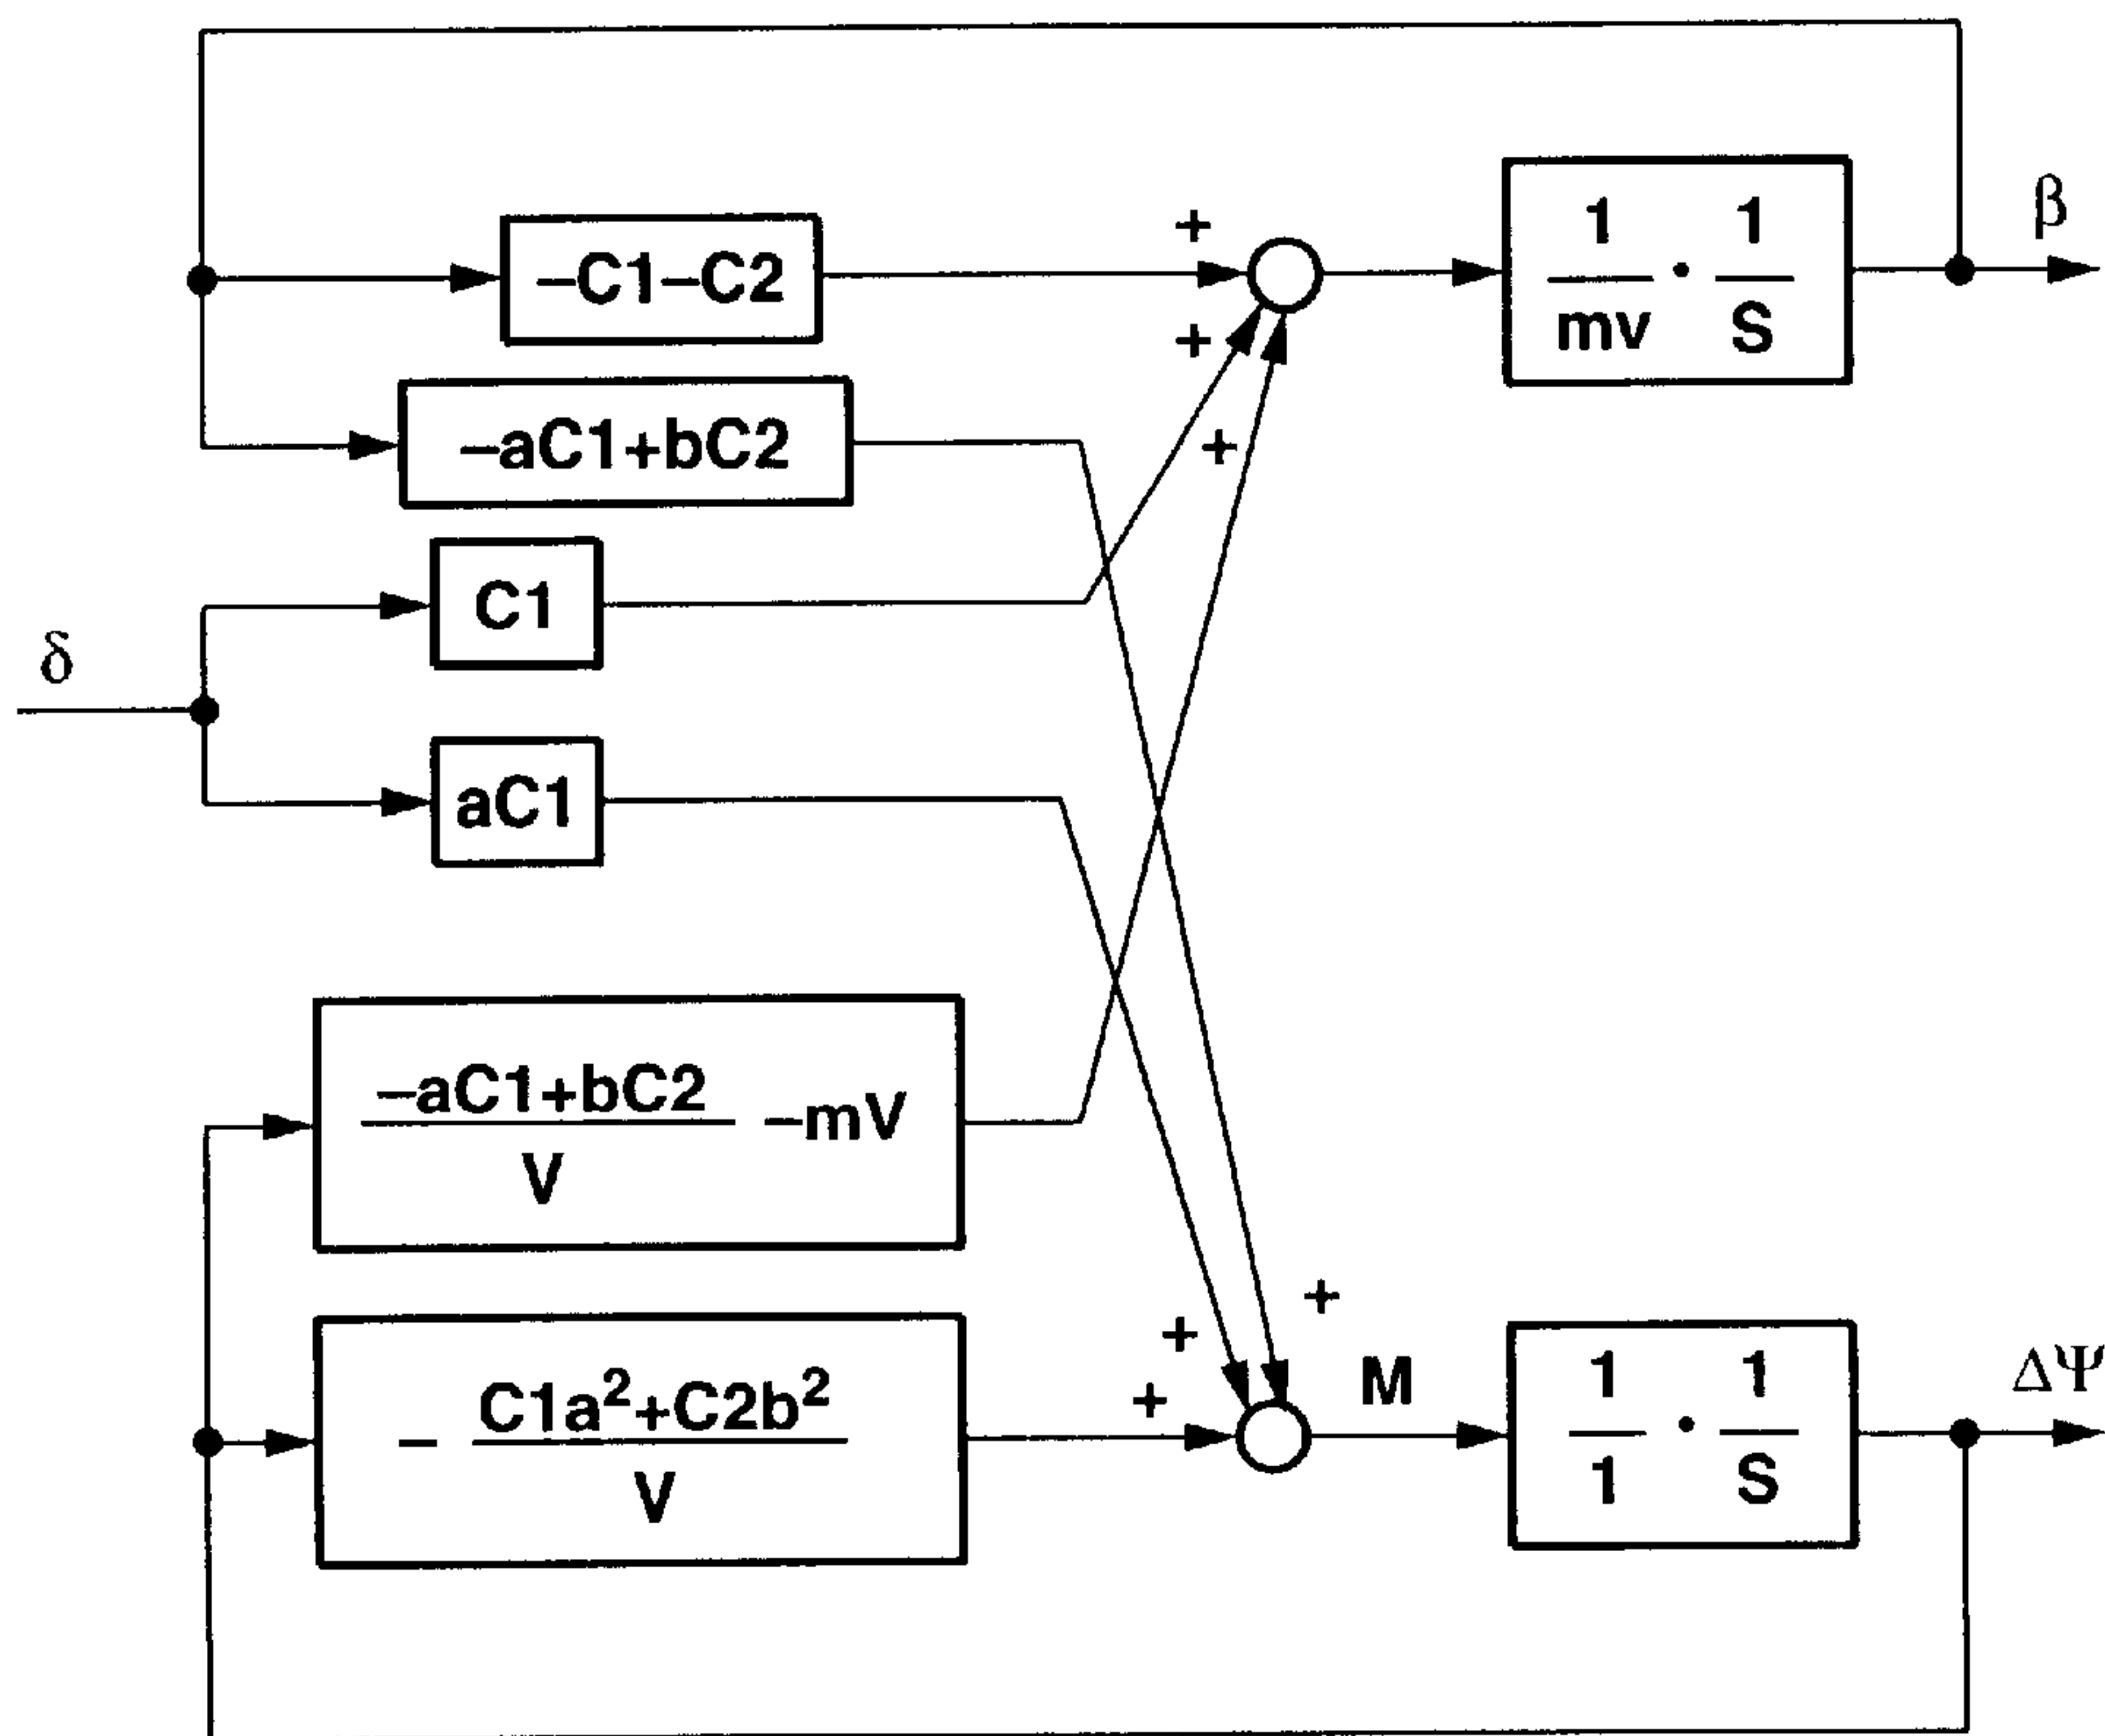 β
+
1 1
–C1–C2
mv · S
+
–aC1+bC2
+
C1
δ
aC1
–aC1+bC2
–mV
V
+
+
M
1 1
ΔΨ
C1a²+C2b²
+
–
·
V
1 S